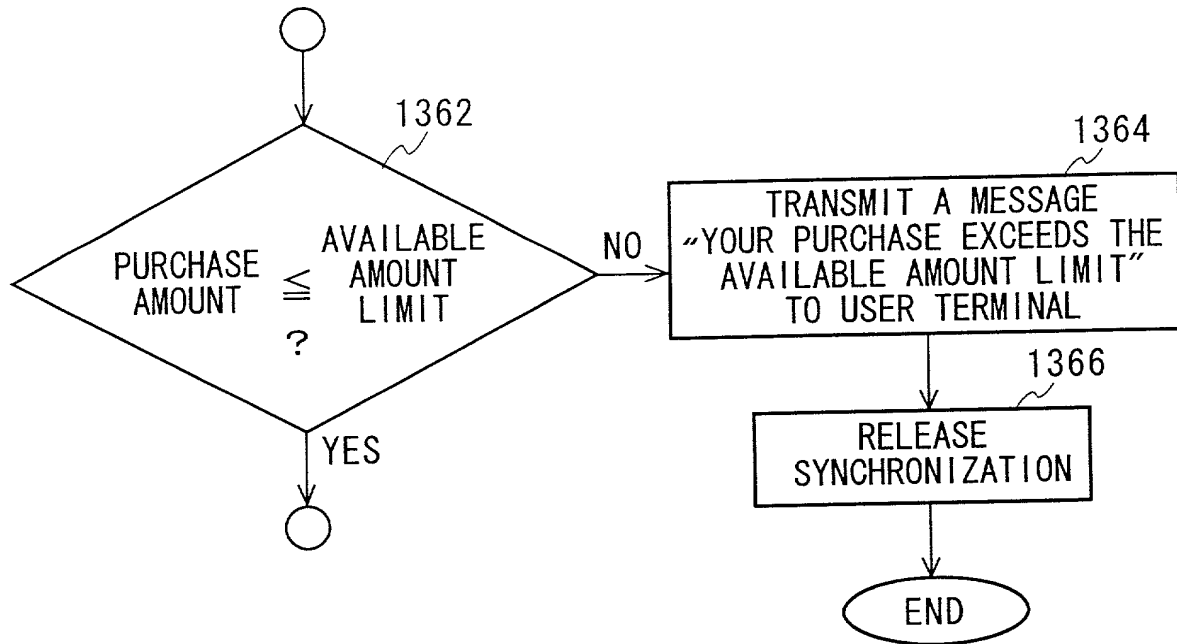 1362
PURCHASE
AMOUNT
≦
AVAILABLE
AMOUNT
LIMIT
?
NO
YES
1364
TRANSMIT A MESSAGE
"YOUR PURCHASE EXCEEDS THE
AVAILABLE AMOUNT LIMIT"
TO USER TERMINAL
1366
RELEASE
SYNCHRONIZATION
END